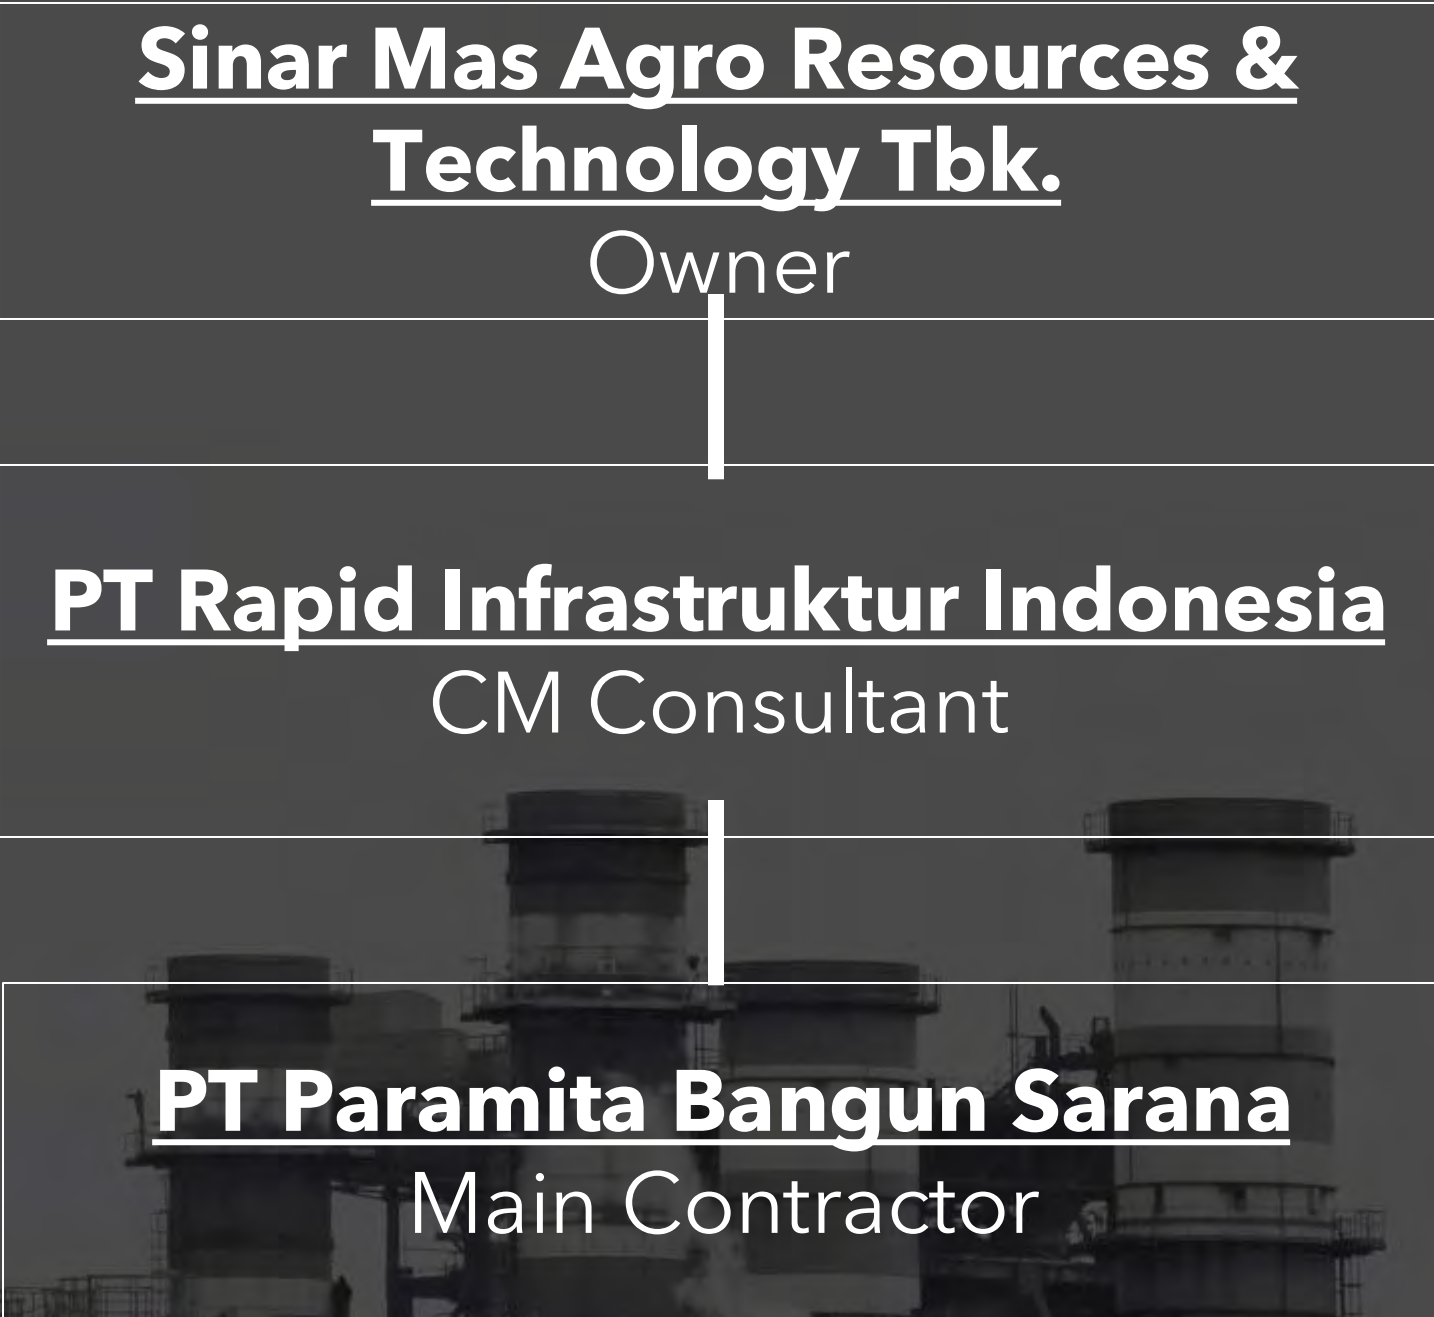 Sinar Mas Agro Resources &
Technology Tbk.
Owner
PT Rapid Infrastruktur Indonesia
CM Consultant
PT Paramita Bangun Sarana
Main Contractor